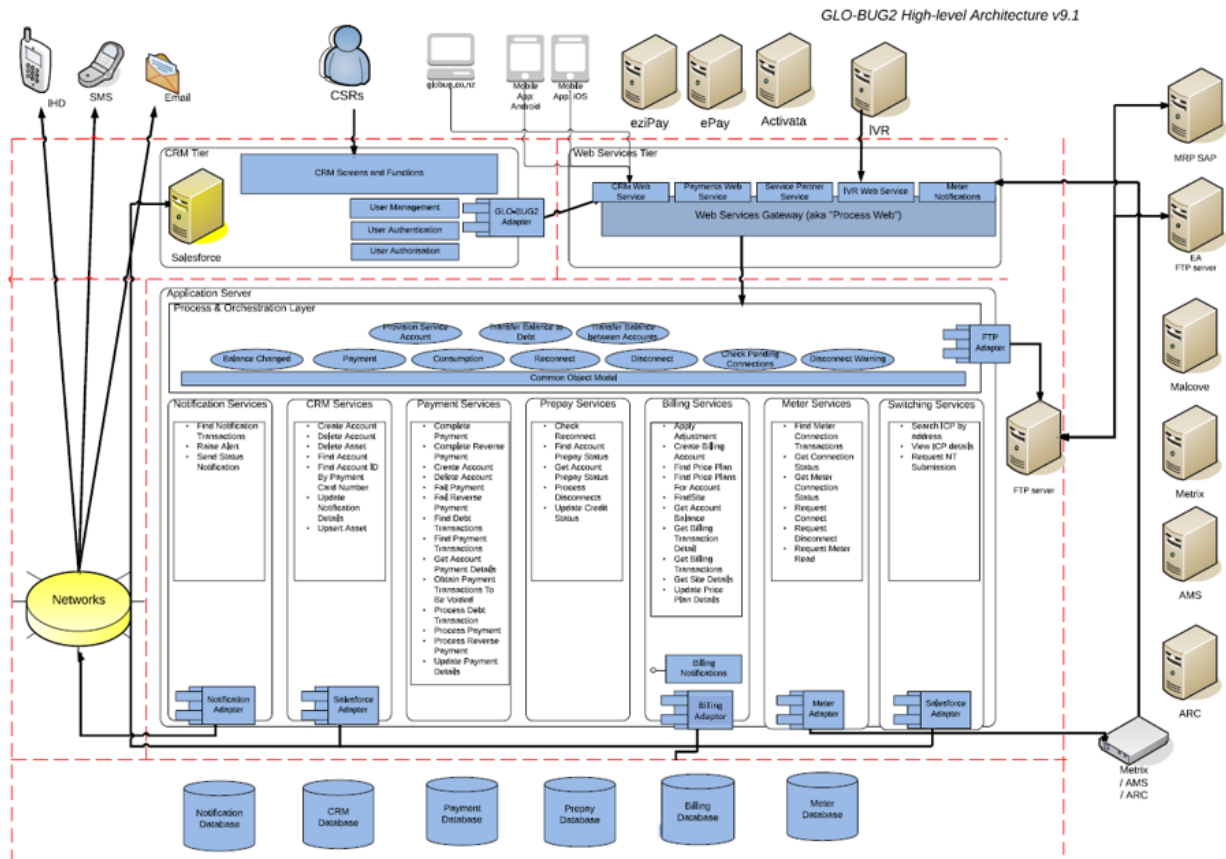 GLO-BUG2 High-level Architecture v9.1
IHD
SMS
Email
CSRs
globug.co.nz
Mobile
App:
Android
Mobile
App: iOS
eziPay
ePay
Activata
IVR
MRP SAP
EA
FTP server
Malcove
Metrix
AMS
ARC
Metrix
/ AMS
/ ARC
CRM Tier
CRM Screens and Functions
User Management
User Authentication
User Authorisation
GLO-BUG2
Adapter
Salesforce
Web Services Tier
CRM Web
Service
Payments Web
Service
Service Partner
Service
IVR Web Service
Meter
Notifications
Web Services Gateway (aka "Process Web")
Application Server
Process & Orchestration Layer
Provision Service
Account
Transfer Balance to
Debt
Transfer Balance
between Accounts
Balance Changed
Payment
Consumption
Reconnect
Disconnect
Check Pending
Connections
Disconnect Warning
Common Object Model
FTP
Adapter
FTP server
Notification Services
• Find Notification
Transactions
• Raise Alert
• Send Status
Notification
Notification
Adapter
CRM Services
• Create Account
• Delete Account
• Delete Asset
• Find Account
• Find Account ID
By Payment
Card Number
• Update
Notification
Details
• Upsert Asset
Salesforce
Adapter
Payment Services
• Complete
Payment
• Complete Reverse
Payment
• Create Account
• Delete Account
• Fail Payment
• Fail Reverse
Payment
• Find Debt
Transactions
• Find Payment
Transactions
• Get Account
Payment Details
• Obtain Payment
Transactions To
Be Voided
• Process Debt
Transaction
• Process Payment
• Process Reverse
Payment
• Update Payment
Details
Prepay Services
• Check
Reconnect
• Find Account
Prepay Status
• Get Account
Prepay Status
• Process
Disconnects
• Update Credit
Status
Billing Services
• Apply
Adjustment
• Create Billing
Account
• Find Price Plan
• Find Price Plans
For Account
• FindSite
• Get Account
Balance
• Get Billing
Transaction
Detail
• Get Billing
Transactions
• Get Site Details
• Update Price
Plan Details
Billing
Notifications
Billing
Adaptor
Meter Services
• Find Meter
Connection
Transactions
• Get Connection
Status
• Get Meter
Connection
Status
• Request
Connect
• Request
Disconnect
• Request Meter
Read
Meter
Adapter
Switching Services
• Search ICP by
address
• View ICP details
• Request NT
Submission
Salesforce
Adapter
Networks
Notification
Database
CRM
Database
Payment
Database
Prepay
Database
Billing
Database
Meter
Database